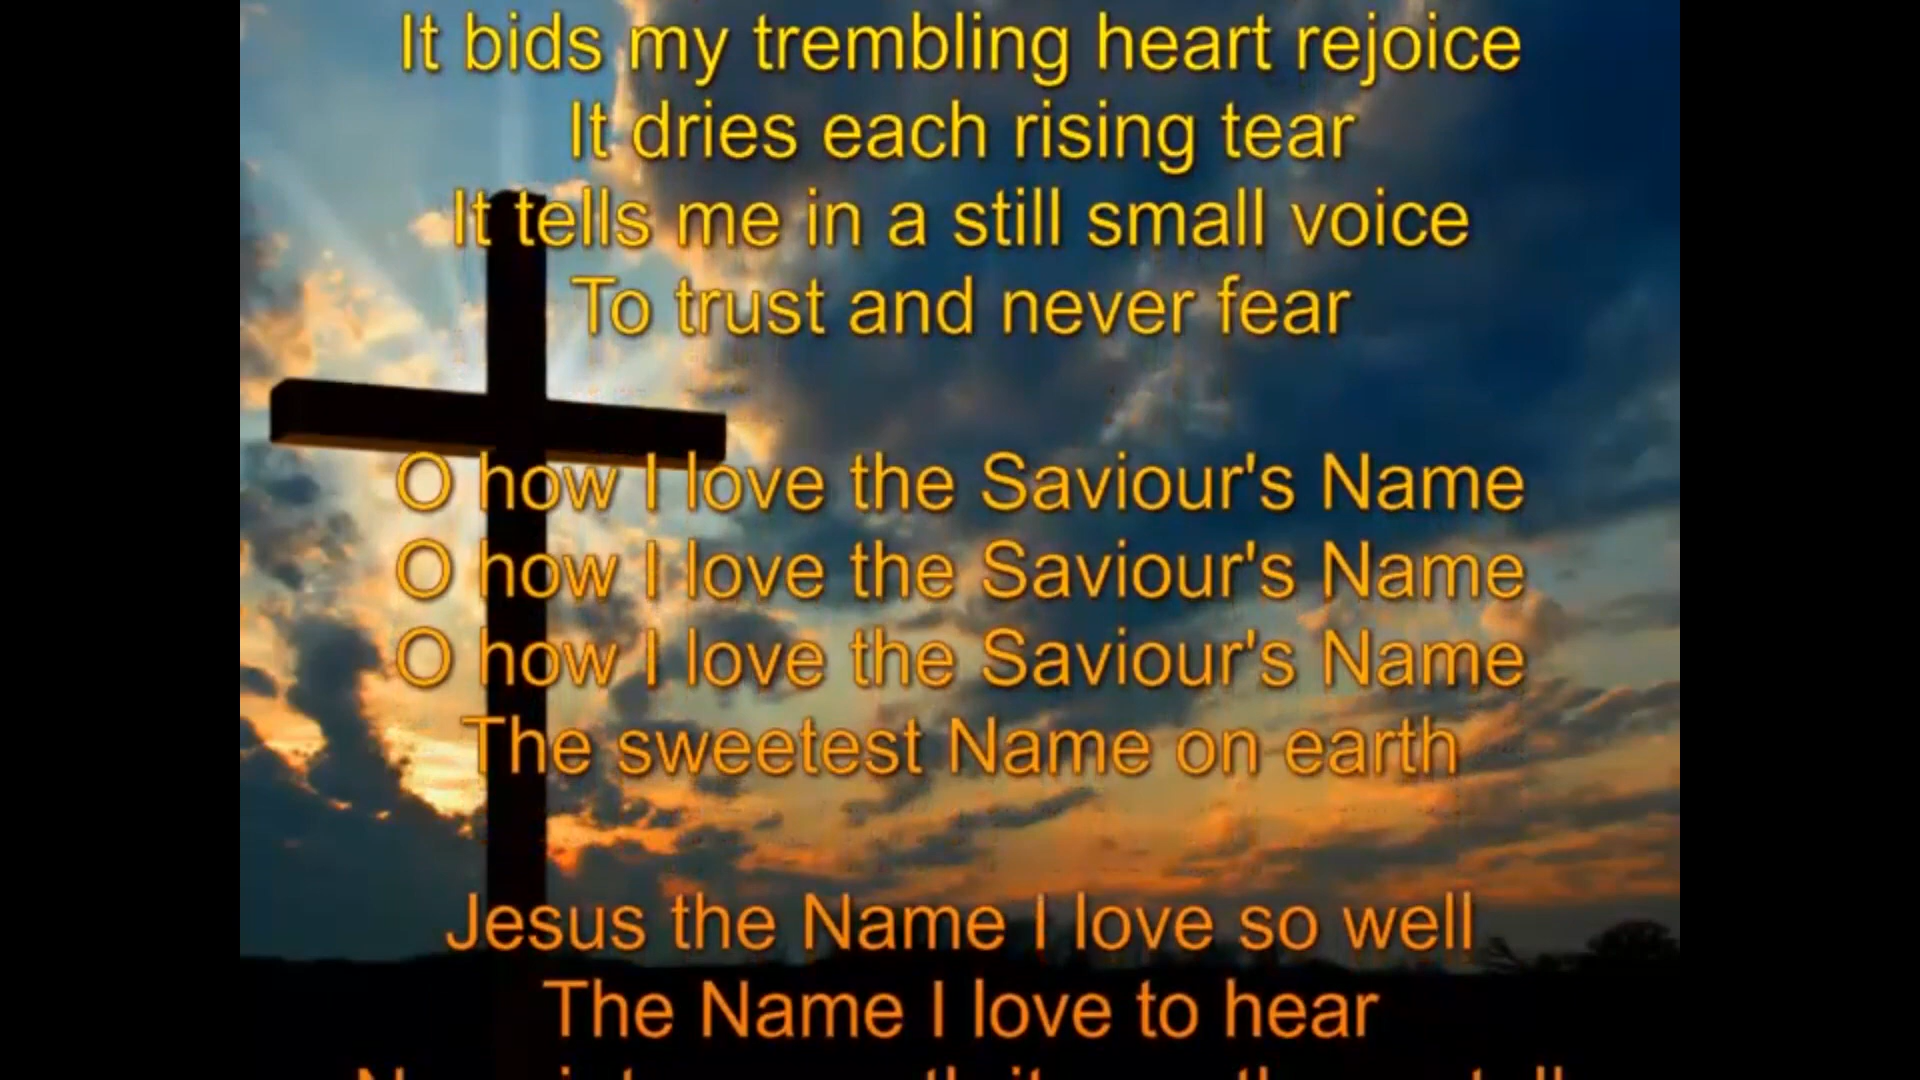 It bids my trembling heart rejoice
It dries each rising tear
It tells me in a still small voice
To trust and never fear
O how I love the Saviour's Name
O how I love the Saviour's Name
O how I love the Saviour's Name
The sweetest Name on earth
Jesus the Name I love so well
The Name I love to hear